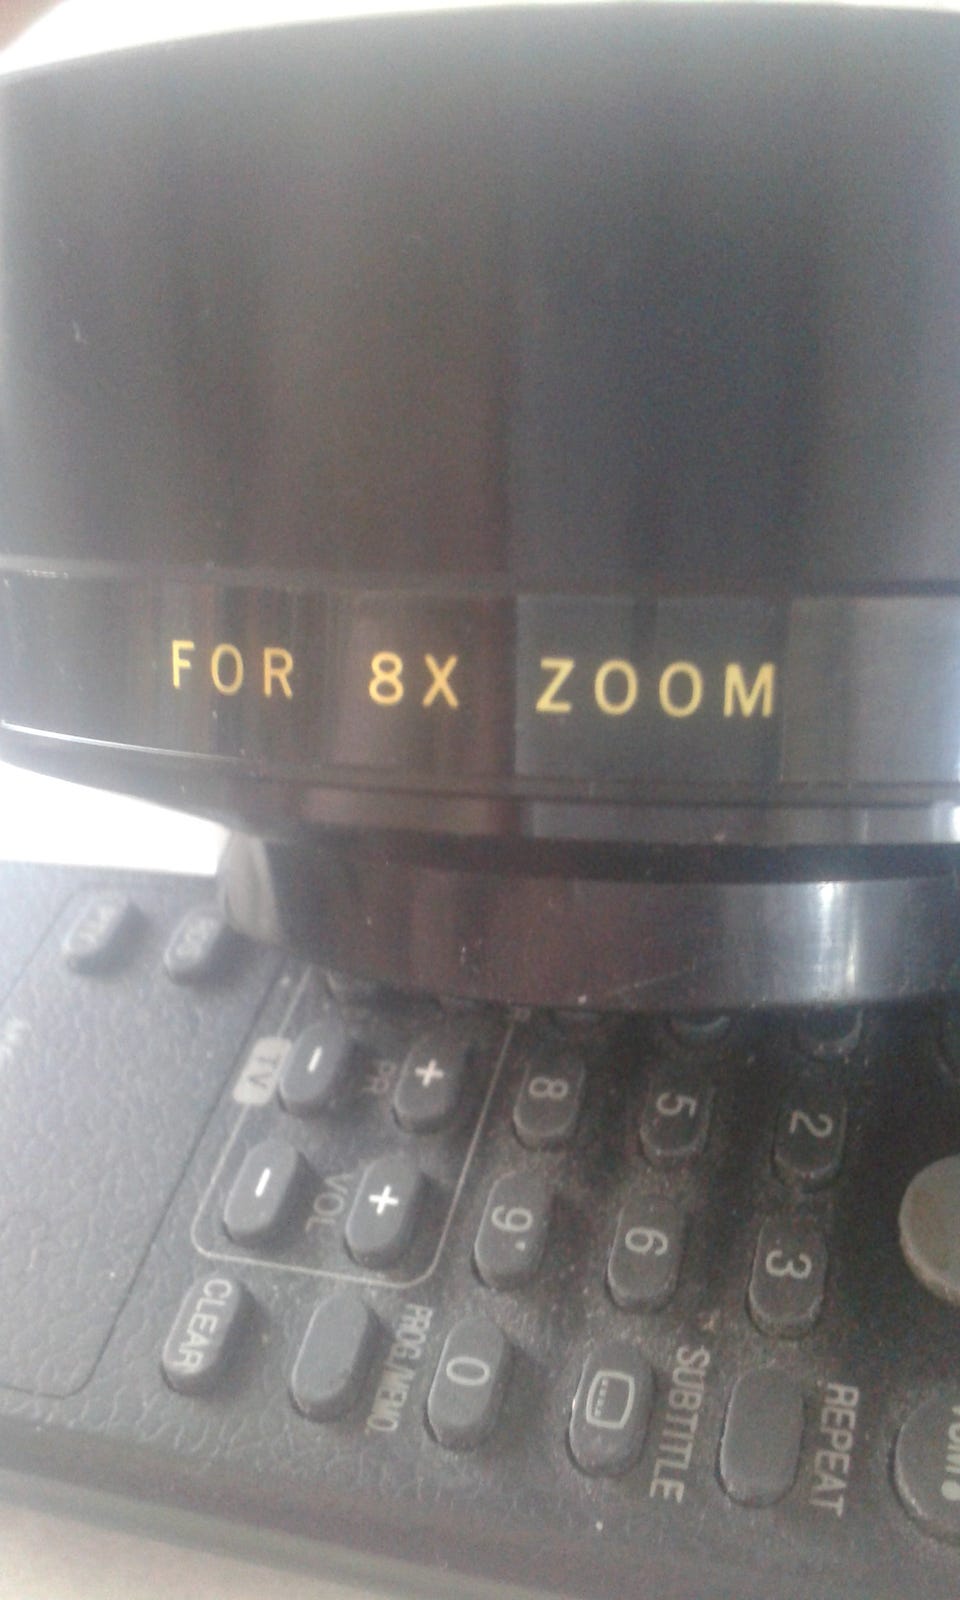 FOR 8X ZOOM
TV
-
PR
+
8
5
2
-
VOL
+
9
6
3
CLEAR
PROG./MEMO.
0
SUBTITLE
REPEAT